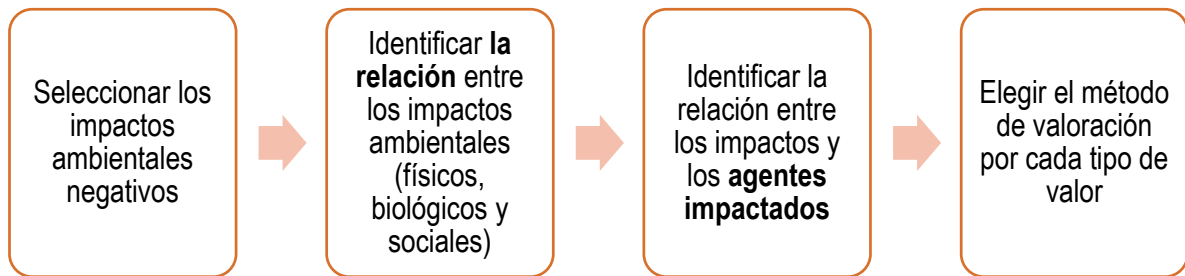 Seleccionar los
impactos
ambientales
negativos
Identificar la
relación entre
los impactos
ambientales
(físicos,
biológicos y
sociales)
Identificar la
relación entre
los impactos y
los agentes
impactados
Elegir el método
de valoración
por cada tipo de
valor